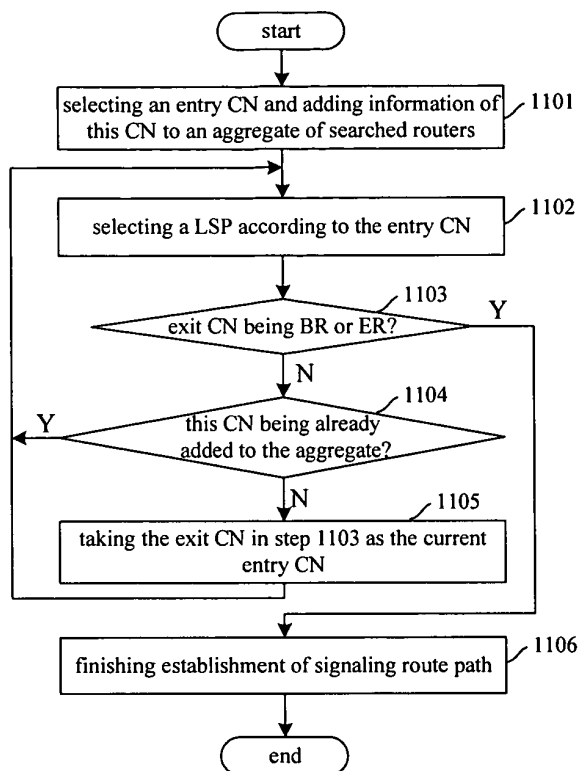 start
selecting an entry CN and adding information of
this CN to an aggregate of searched routers
1101
selecting a LSP according to the entry CN
1102
exit CN being BR or ER?
1103
Y
N
this CN being already
added to the aggregate?
1104
Y
N
taking the exit CN in step 1103 as the current
entry CN
1105
finishing establishment of signaling route path
1106
end